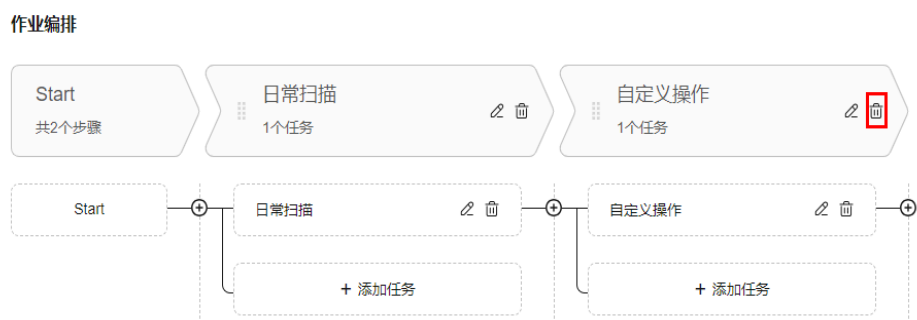 作业编排
Start
共2个步骤
日常扫描
1个任务
自定义操作
1个任务
Start
日常扫描
自定义操作
+ 添加任务
+ 添加任务